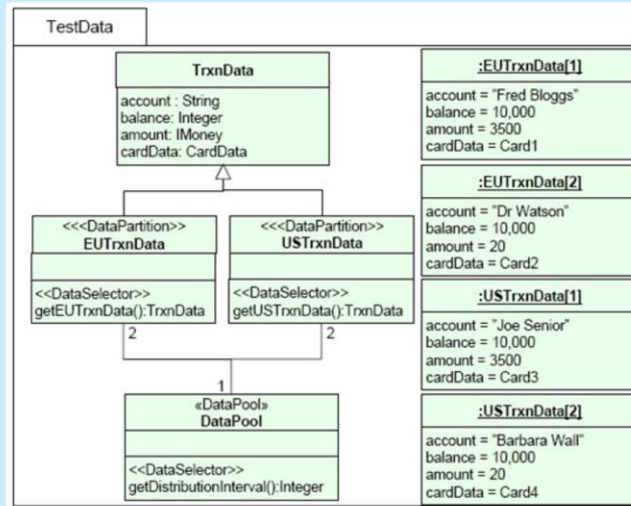 TestData
TrxnData
account : String
balance: Integer
amount: IMoney
cardData: CardData
<<<DataPartition>>
EUTrxnData
<<DataSelector>>
getEUTrxnData():TrxnData
2
<<<DataPartition>>
USTrxnData
<<DataSelector>>
getUSTrxnData():TrxnData
2
1
«DataPool»
DataPool
<<DataSelector>>
getDistributionInterval():Integer
:EUTrxnData[1]
account = "Fred Bloggs"
balance = 10,000
amount = 3500
cardData = Card1
:EUTrxnData[2]
account = "Dr Watson"
balance = 10,000
amount = 20
cardData = Card2
:USTrxnData[1]
account = "Joe Senior"
balance = 10,000
amount = 3500
cardData = Card3
:USTrxnData[2]
account = "Barbara Wall"
balance = 10,000
amount = 20
cardData = Card4